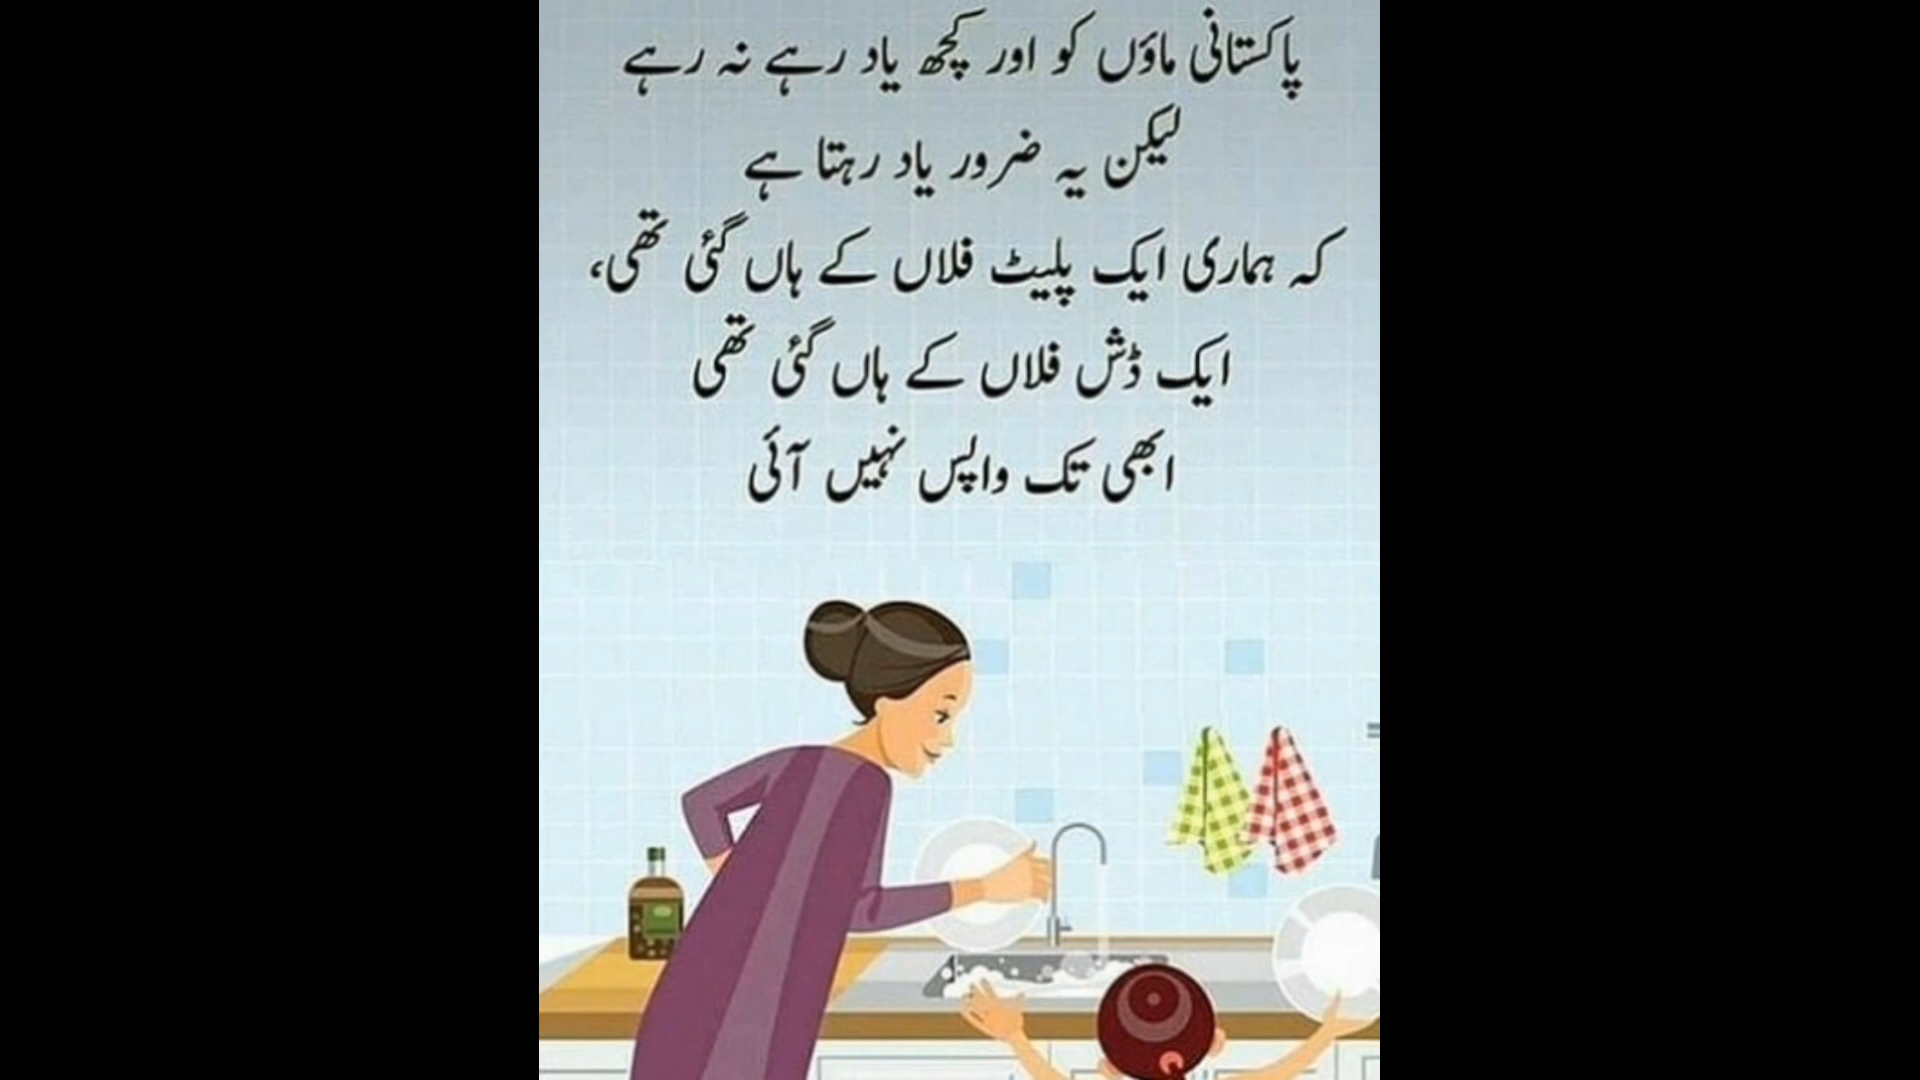 پاکستانی ماؤں کو اور کچھ یاد رہے نہ رہے
لیکن یہ ضرور یاد رہتا ہے
کہ ہماری ایک پلیٹ فلاں کے ہاں گئی تھی،
ایک ڈش فلاں کے ہاں گئی تھی
ابھی تک واپس نہیں آئی